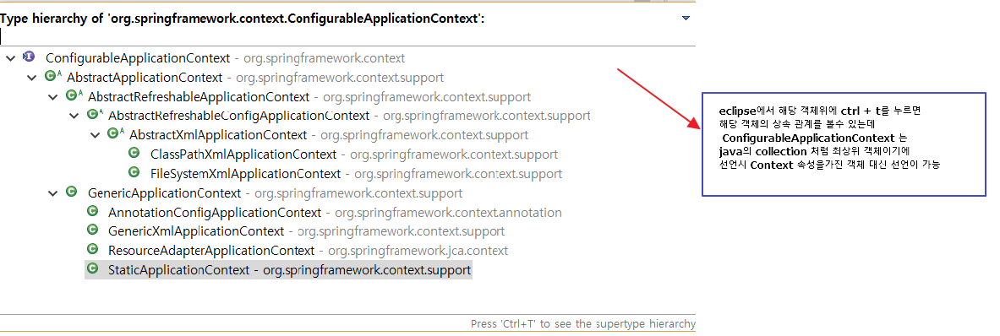 Type hierarchy of 'org.springframework.context.ConfigurableApplicationContext':
ConfigurableApplicationContext - org.springframework.context
AbstractApplicationContext - org.springframework.context.support
AbstractRefreshableApplicationContext - org.springframework.context.support
AbstractRefreshableConfigApplicationContext - org.springframework.context.support
AbstractXmlApplicationContext - org.springframework.context.support
ClassPathXmlApplicationContext - org.springframework.context.support
FileSystemXmlApplicationContext - org.springframework.context.support
GenericApplicationContext - org.springframework.context.support
AnnotationConfigApplicationContext - org.springframework.context.annotation
GenericXmlApplicationContext - org.springframework.context.support
ResourceAdapterApplicationContext - org.springframework.jca.context
StaticApplicationContext - org.springframework.context.support
Press 'Ctrl+T' to see the supertype hierarchy
eclipse에서 해당 객체위에 ctrl + t를 누르면
해당 객체의 상속 관계를 볼수 있는데
ConfigurableApplicationContext 는
java의 collection 처럼 최상위 객체이기에
선언시 Context 속성을가진 객체 대신 선언이 가능